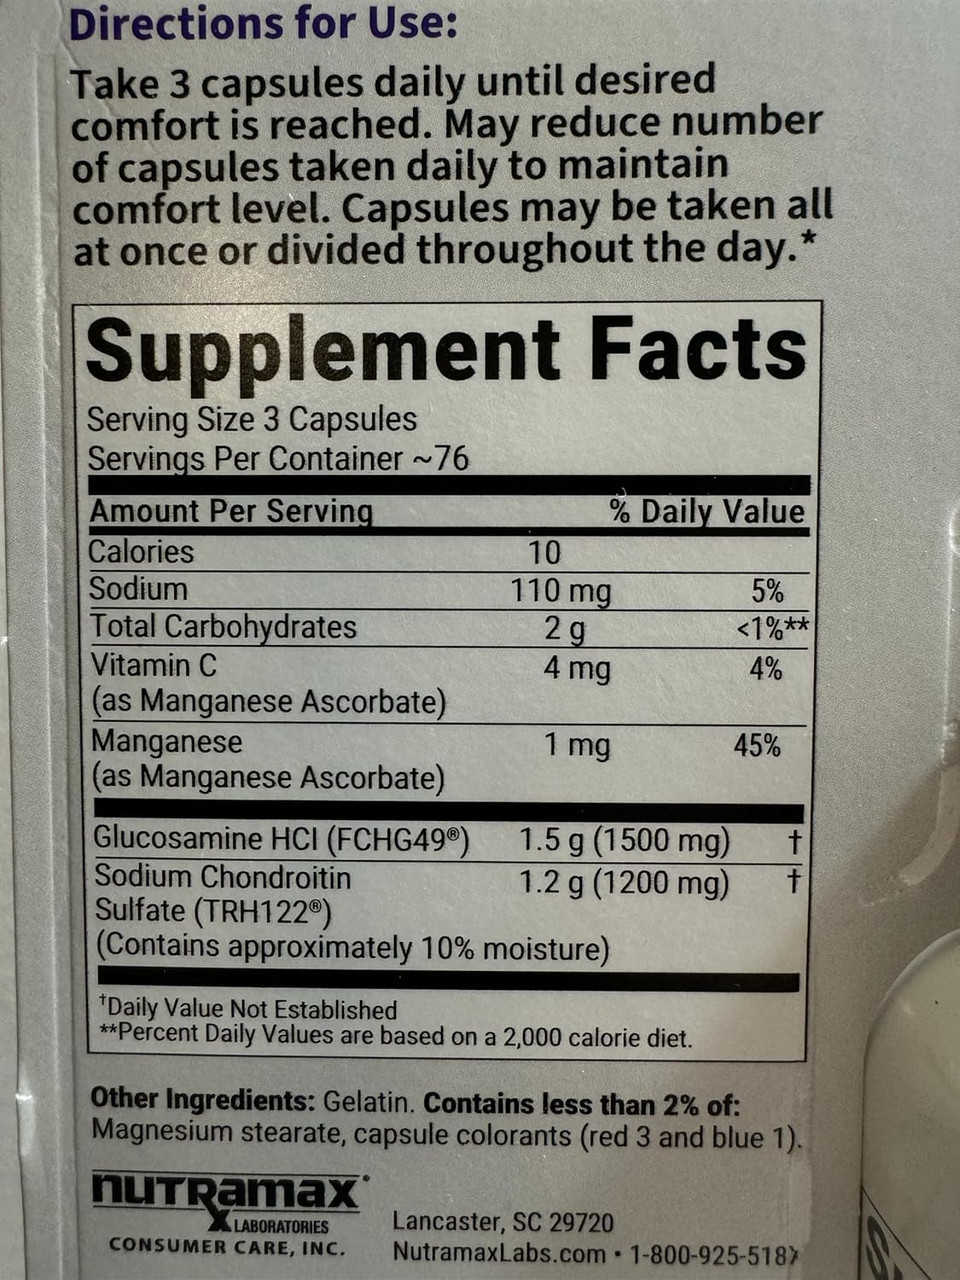 Directions for Use:
Take 3 capsules daily until desired
comfort is reached. May reduce number
of capsules taken daily to maintain
comfort level. Capsules may be taken all
at once or divided throughout the day.*
Supplement Facts
Serving Size 3 Capsules
Servings Per Container ~76
Amount Per Serving % Daily Value
Calories 10
Sodium 110 mg 5%
Total Carbohydrates 2 g <1%**
Vitamin C 4 mg 4%
(as Manganese Ascorbate)
Manganese 1 mg 45%
(as Manganese Ascorbate)
Glucosamine HCl (FCHG49®) 1.5 g (1500 mg) †
Sodium Chondroitin 1.2 g (1200 mg) †
Sulfate (TRH122®)
(Contains approximately 10% moisture)
†Daily Value Not Established
**Percent Daily Values are based on a 2,000 calorie diet.
Other Ingredients: Gelatin. Contains less than 2% of:
Magnesium stearate, capsule colorants (red 3 and blue 1).
nutramax
LABORATORIES
CONSUMER CARE, INC.
Lancaster, SC 29720
NutramaxLabs.com •